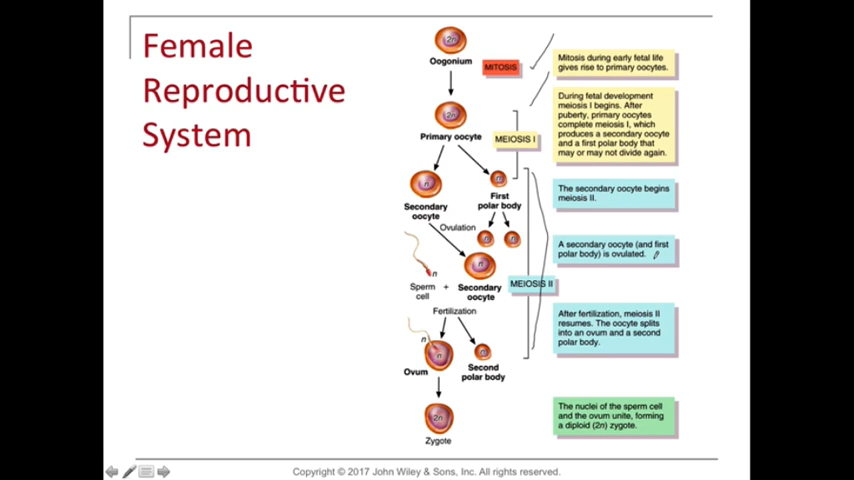 Female
Reproductive
System
2n
Oogonium
MITOSIS
Mitosis during early fetal life
gives rise to primary oocytes.
2n
Primary oocyte
MEIOSIS I
During fetal development
meiosis I begins. After
puberty, primary oocytes
complete meiosis I, which
produces a secondary oocyte
and a first polar body that
may or may not divide again.
n
Secondary
oocyte
n
First
polar body
The secondary oocyte begins
meiosis II.
Ovulation
n
n
A secondary oocyte (and first
polar body) is ovulated.
n
Sperm
cell
+
n
Secondary
oocyte
MEIOSIS II
Fertilization
After fertilization, meiosis II
resumes. The oocyte splits
into an ovum and a second
polar body.
n
n
Ovum
n
Second
polar body
2n
Zygote
The nuclei of the sperm cell
and the ovum unite, forming
a diploid (2n) zygote.
Copyright © 2017 John Wiley & Sons, Inc. All rights reserved.